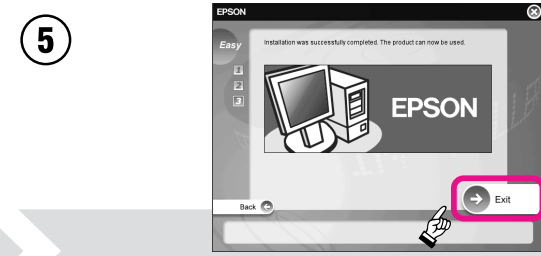 5
EPSON
Easy
Installation was successfully completed. The product can now be used.
1
2
3
EPSON
Back
Exit